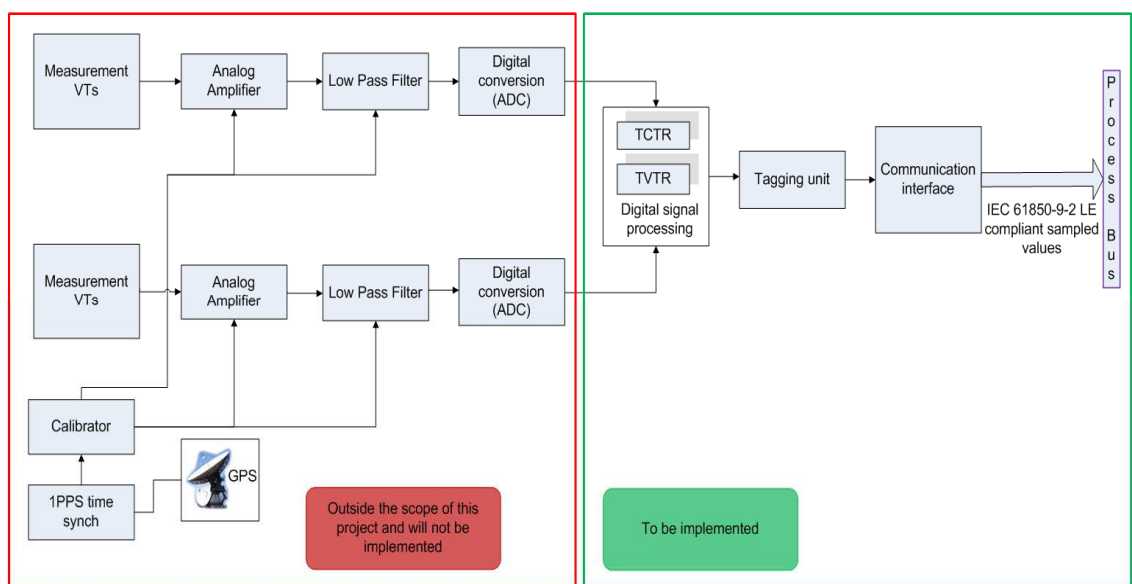 Measurement
VTs
Analog
Amplifier
Low Pass Filter
Digital
conversion
(ADC)
TCTR
TVTR
Digital signal
processing
Tagging unit
Communication
interface
IEC 61850-9-2 LE
compliant sampled
values
Process Bus
Measurement
VTs
Analog
Amplifier
Low Pass Filter
Digital
conversion
(ADC)
Calibrator
1PPS time
synch
GPS
Outside the scope of this
project and will not be
implemented
To be implemented